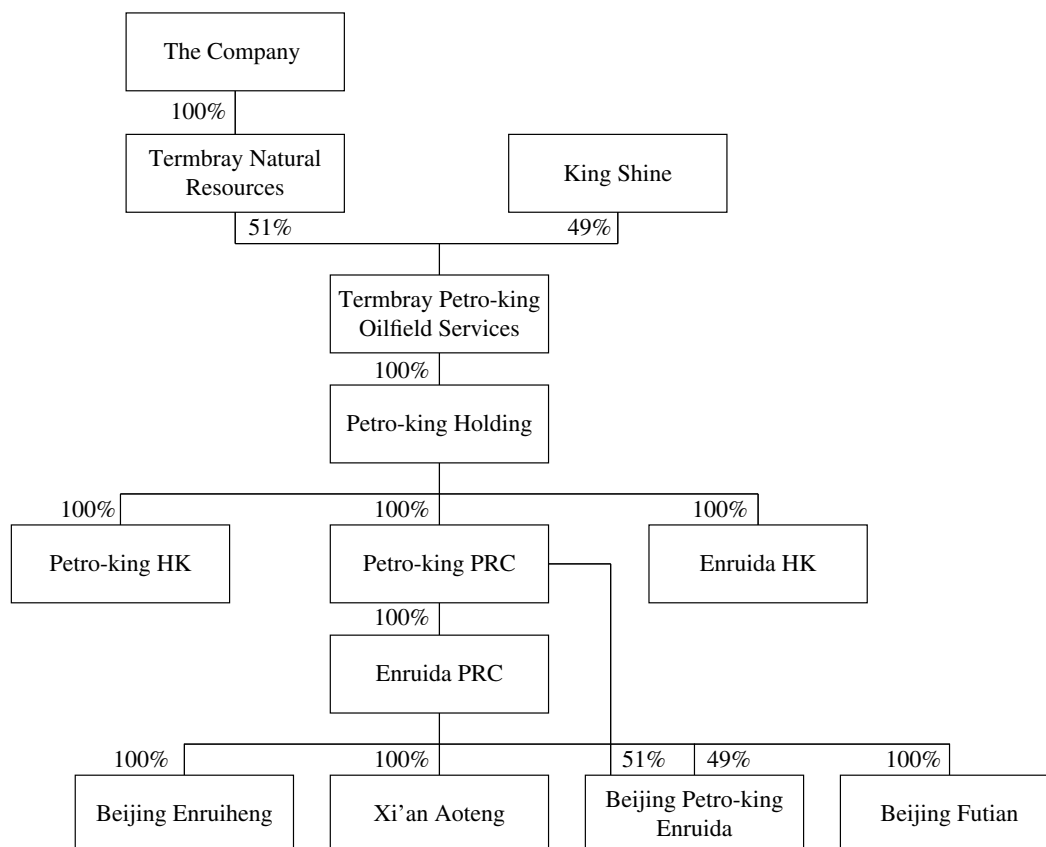 The Company
100%
Termbray Natural
Resources
King Shine
51%
49%
Termbray Petro-king
Oilfield Services
100%
Petro-king Holding
100%
100%
100%
Petro-king HK
Petro-king PRC
Enruida HK
100%
Enruida PRC
100%
100%
51%
49%
100%
Beijing Enruiheng
Xi'an Aoteng
Beijing Petro-king
Enruida
Beijing Futian